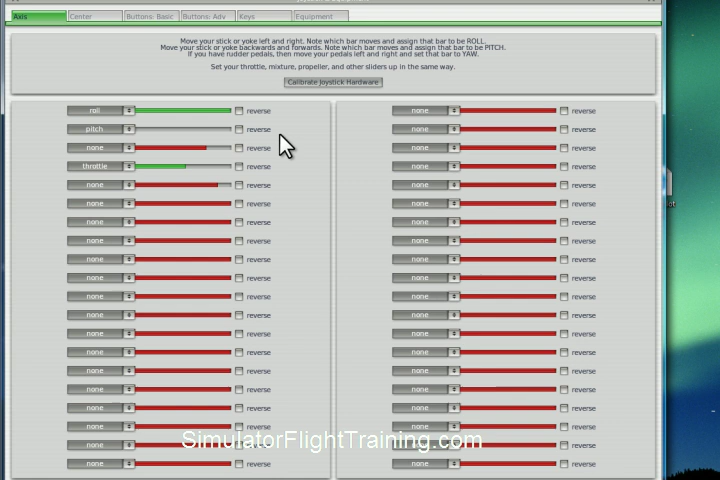 Axis Center Buttons: Basic Buttons: Adv Keys Equipment
Move your stick or yoke left and right. Note which bar moves and assign that bar to be ROLL.
Move your stick or yoke backwards and forwards. Note which bar moves and assign that bar to be PITCH.
If you have rudder pedals, then move your pedals left and right and set that bar to YAW.
Set your throttle, mixture, propeller, and other sliders up in the same way.
Calibrate Joystick Hardware
roll reverse none reverse
pitch reverse none reverse
none reverse none reverse
throttle reverse none reverse
none reverse none reverse
none reverse none reverse
none reverse none reverse
none reverse none reverse
none reverse none reverse
none reverse none reverse
none reverse none reverse
none reverse none reverse
none reverse none reverse
none reverse none reverse
none reverse none reverse
none reverse none reverse
none reverse none reverse
SimulatorFlightTraining.com
none reverse none reverse
none reverse none reverse